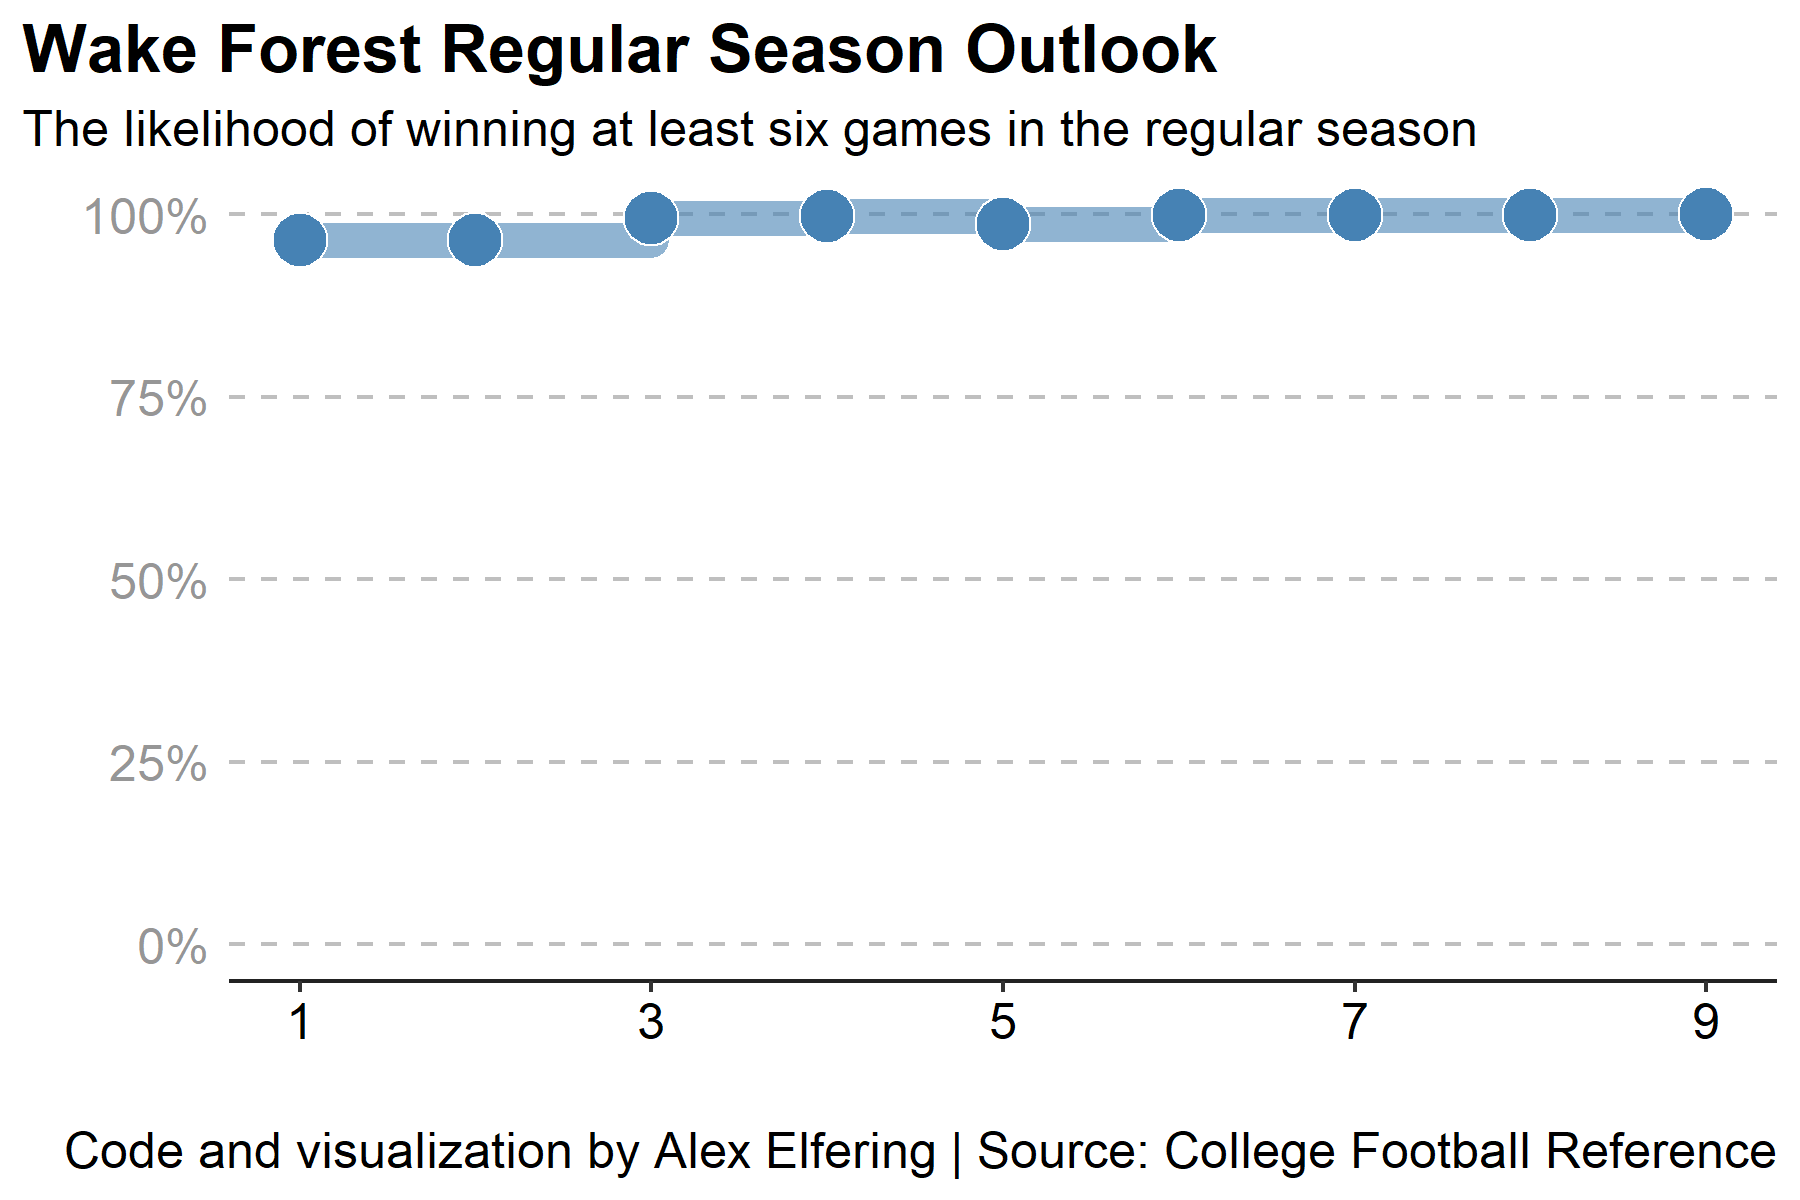 Wake Forest Regular Season Outlook
The likelihood of winning at least six games in the regular season
100%
75%
50%
25%
0%
1 3 5 7 9
Code and visualization by Alex Elfering | Source: College Football Reference